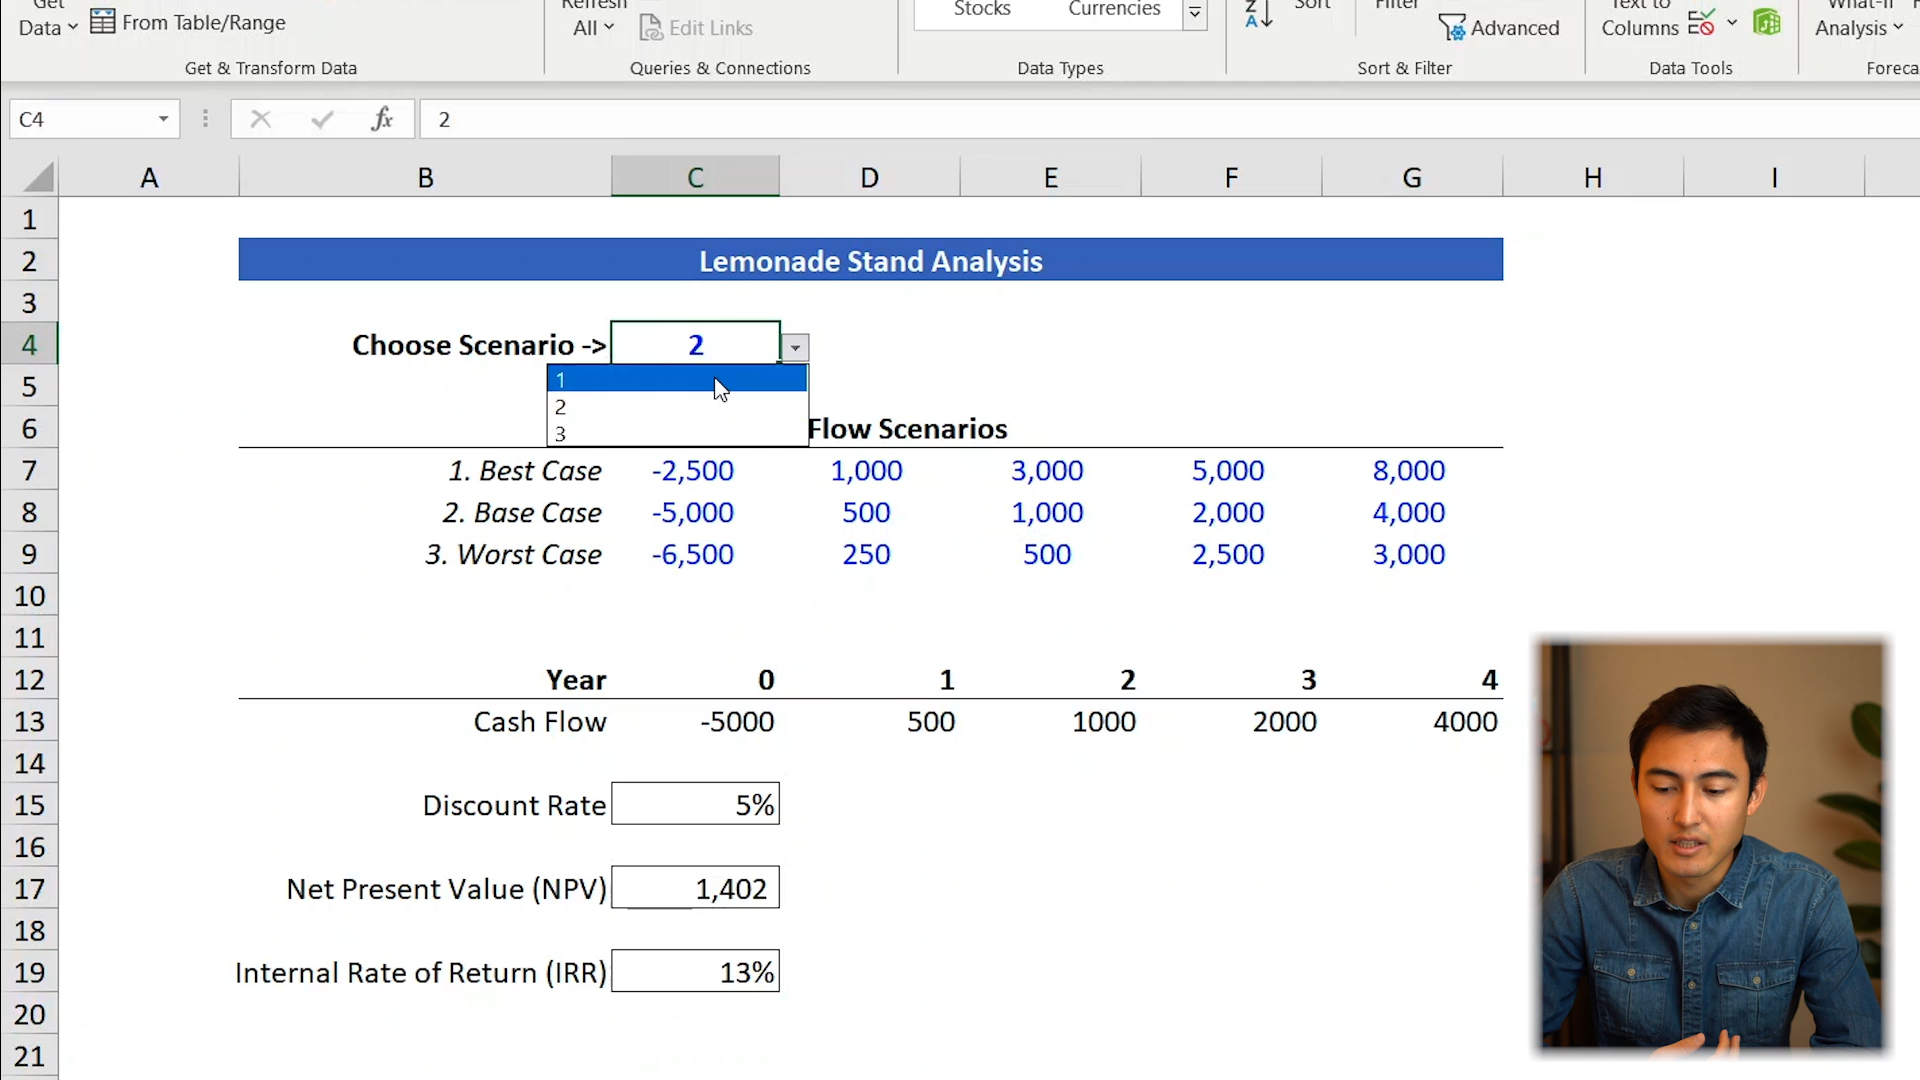 Data
From Table/Range
Refresh
All
Edit Links
Stocks
Currencies
Z
A
Sort
Filter
Advanced
Text to
Columns
What-If
Analysis
Get & Transform Data
Queries & Connections
Data Types
Sort & Filter
Data Tools
C4
fx
2
A B C D E F G H I
1
2 Lemonade Stand Analysis
3
4 Choose Scenario -> 2
1
2
3
5
6 Flow Scenarios
7 1. Best Case -2,500 1,000 3,000 5,000 8,000
8 2. Base Case -5,000 500 1,000 2,000 4,000
9 3. Worst Case -6,500 250 500 2,500 3,000
10
11
12 Year 0 1 2 3 4
13 Cash Flow -5000 500 1000 2000 4000
14
15 Discount Rate 5%
16
17 Net Present Value (NPV) 1,402
18
19 Internal Rate of Return (IRR) 13%
20
21